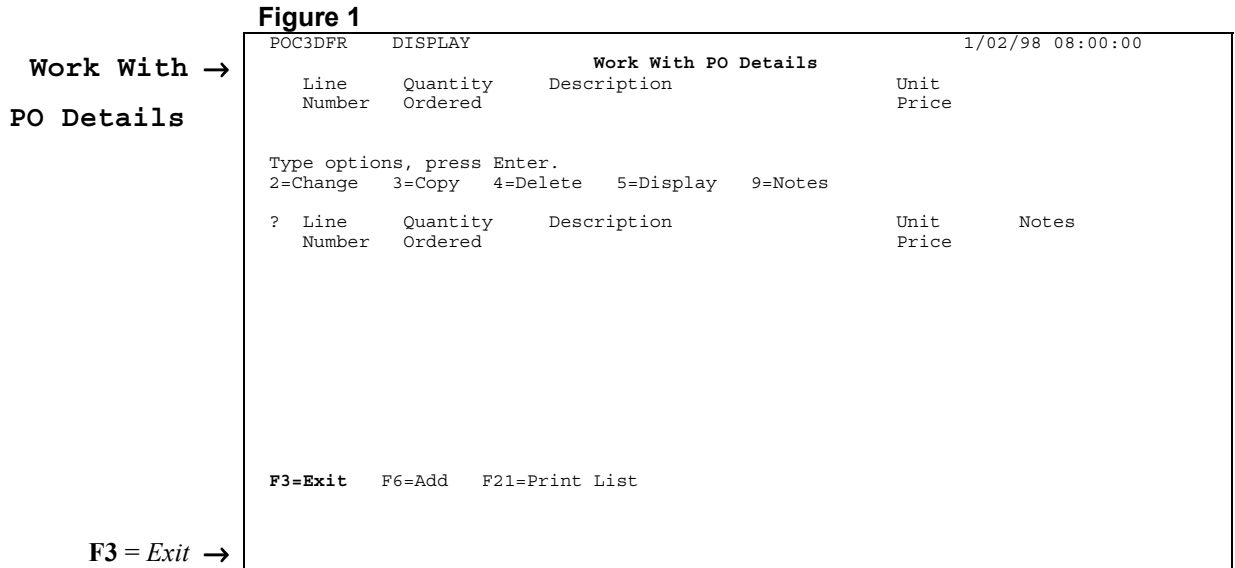 Figure 1
POC3DFR DISPLAY 1/02/98 08:00:00
Work With → Work With PO Details
PO Details
Line Quantity Description Unit
Number Ordered Price
Type options, press Enter.
2=Change 3=Copy 4=Delete 5=Display 9=Notes
? Line Quantity Description Unit Notes
Number Ordered Price
F3=Exit F6=Add F21=Print List
F3 = Exit →